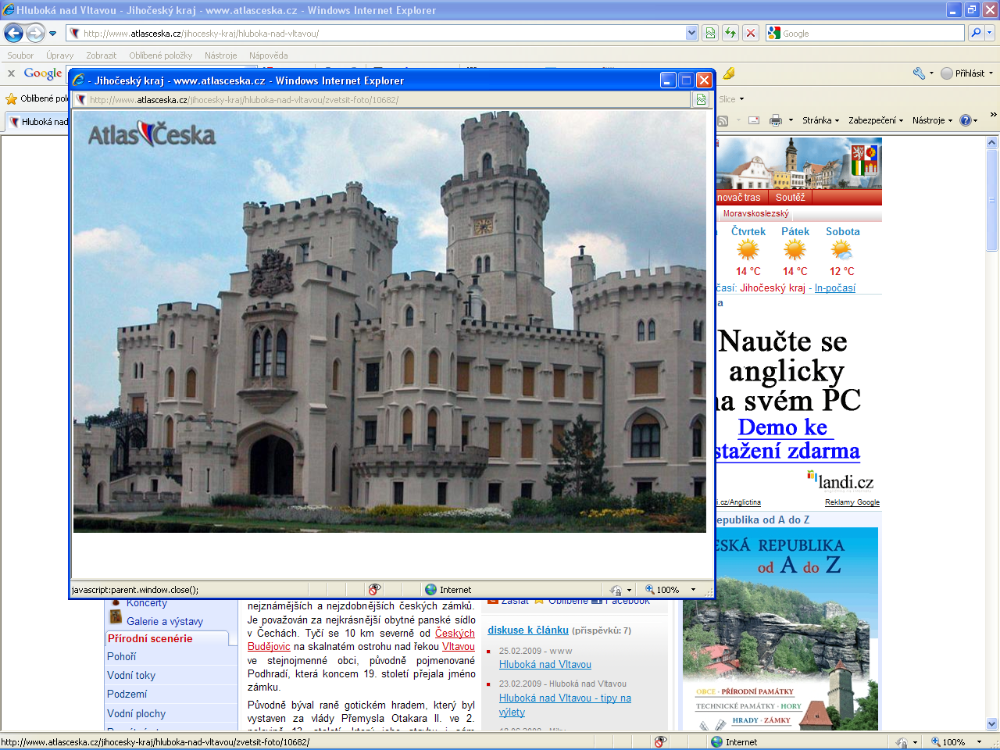 Hluboká nad Vltavou - Jihočeský kraj - www.atlasceska.cz - Windows Internet Explorer
http://www.atlasceska.cz/jihocesky-kraj/hluboka-nad-vltavou/
Google
Soubor Úpravy Zobrazit Oblíbené položky Nástroje Nápověda
x Google
Přihlásit
Oblíbené
Slice
Hluboká nad
Stránka Zabezpečení Nástroje
- Jihočeský kraj - www.atlasceska.cz - Windows Internet Explorer
http://www.atlasceska.cz/jihocesky-kraj/hluboka-nad-vltavou/zvetsit-foto/10682/
Atlas Česka
javascript:parent.window.close();
Internet
100%
novač tras Soutěž
Moravskoslezský
Čtvrtek Pátek Sobota
14 °C 14 °C 12 °C
časí: Jihočeský kraj - In-počasí
a
Naučte se
anglicky
na svém PC
Demo ke
stažení zdarma
landi.cz
i.cz/Anglictina Reklamy Google
epublika od A do Z
ESKÁ REPUBLIKA
od A do Z
OBCE · PŘÍRODNÍ PAMÁTKY
TECHNICKÉ PAMÁTKY · HORY
HRADY · ZÁMKY
Koncerty
Galerie a výstavy
Přírodní scenérie
Pohoří
Vodní toky
Podzemí
Vodní plochy
nejznámějších a nejzdobnějších českých zámků.
Je považován za nejkrásnější obytné panské sídlo
v Čechách. Tyčí se 10 km severně od Českých
Budějovic na skalnatém ostrohu nad řekou Vltavou
ve stejnojmenné obci, původně pojmenované
Podhradí, která koncem 19. století přejala jméno
zámku.
Původně býval raně gotickým hradem, který byl
vystaven za vlády Přemysla Otakara II. ve 2.
polovině 13. století, který jeho stavbu i sám
Zaslat Oblíbené Facebook
diskuse k článku (příspěvků: 7)
25.02.2009 - www
Hluboká nad Vltavou
23.02.2009 - Hluboká nad Vltavou
Hluboká nad Vltavou - tipy na
výlety
http://www.atlasceska.cz/jihocesky-kraj/hluboka-nad-vltavou/zvetsit-foto/10682/
Internet
100%